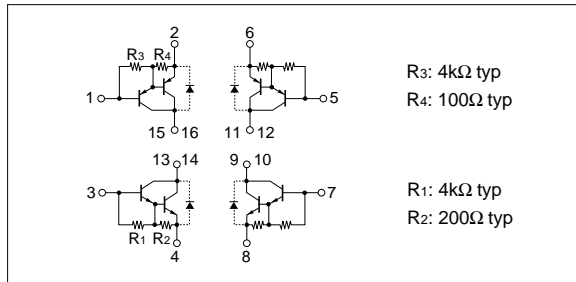 2 6
R3 R4
R3: 4kΩ typ
1 5
R4: 100Ω typ
15 16 11 12
13 14 9 10
3 7
R1: 4kΩ typ
R1 R2
R2: 200Ω typ
4 8